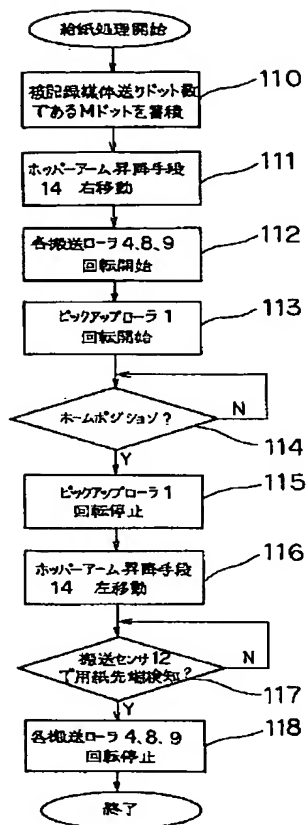 給紙処理開始
被記録媒体送りドット数
であるMドットを蓄積
110
ホッパーアーム昇降手段
14 右移動
111
各搬送ローラ4、8、9
回転開始
112
ピックアップローラ1
回転開始
113
ホームポジション?
N
114
Y
115
ピックアップローラ1
回転停止
ホッパーアーム昇降手段
14 左移動
116
搬送センサ12
で用紙先端検知?
N
117
Y
各搬送ローラ4、8、9
回転停止
118
終了